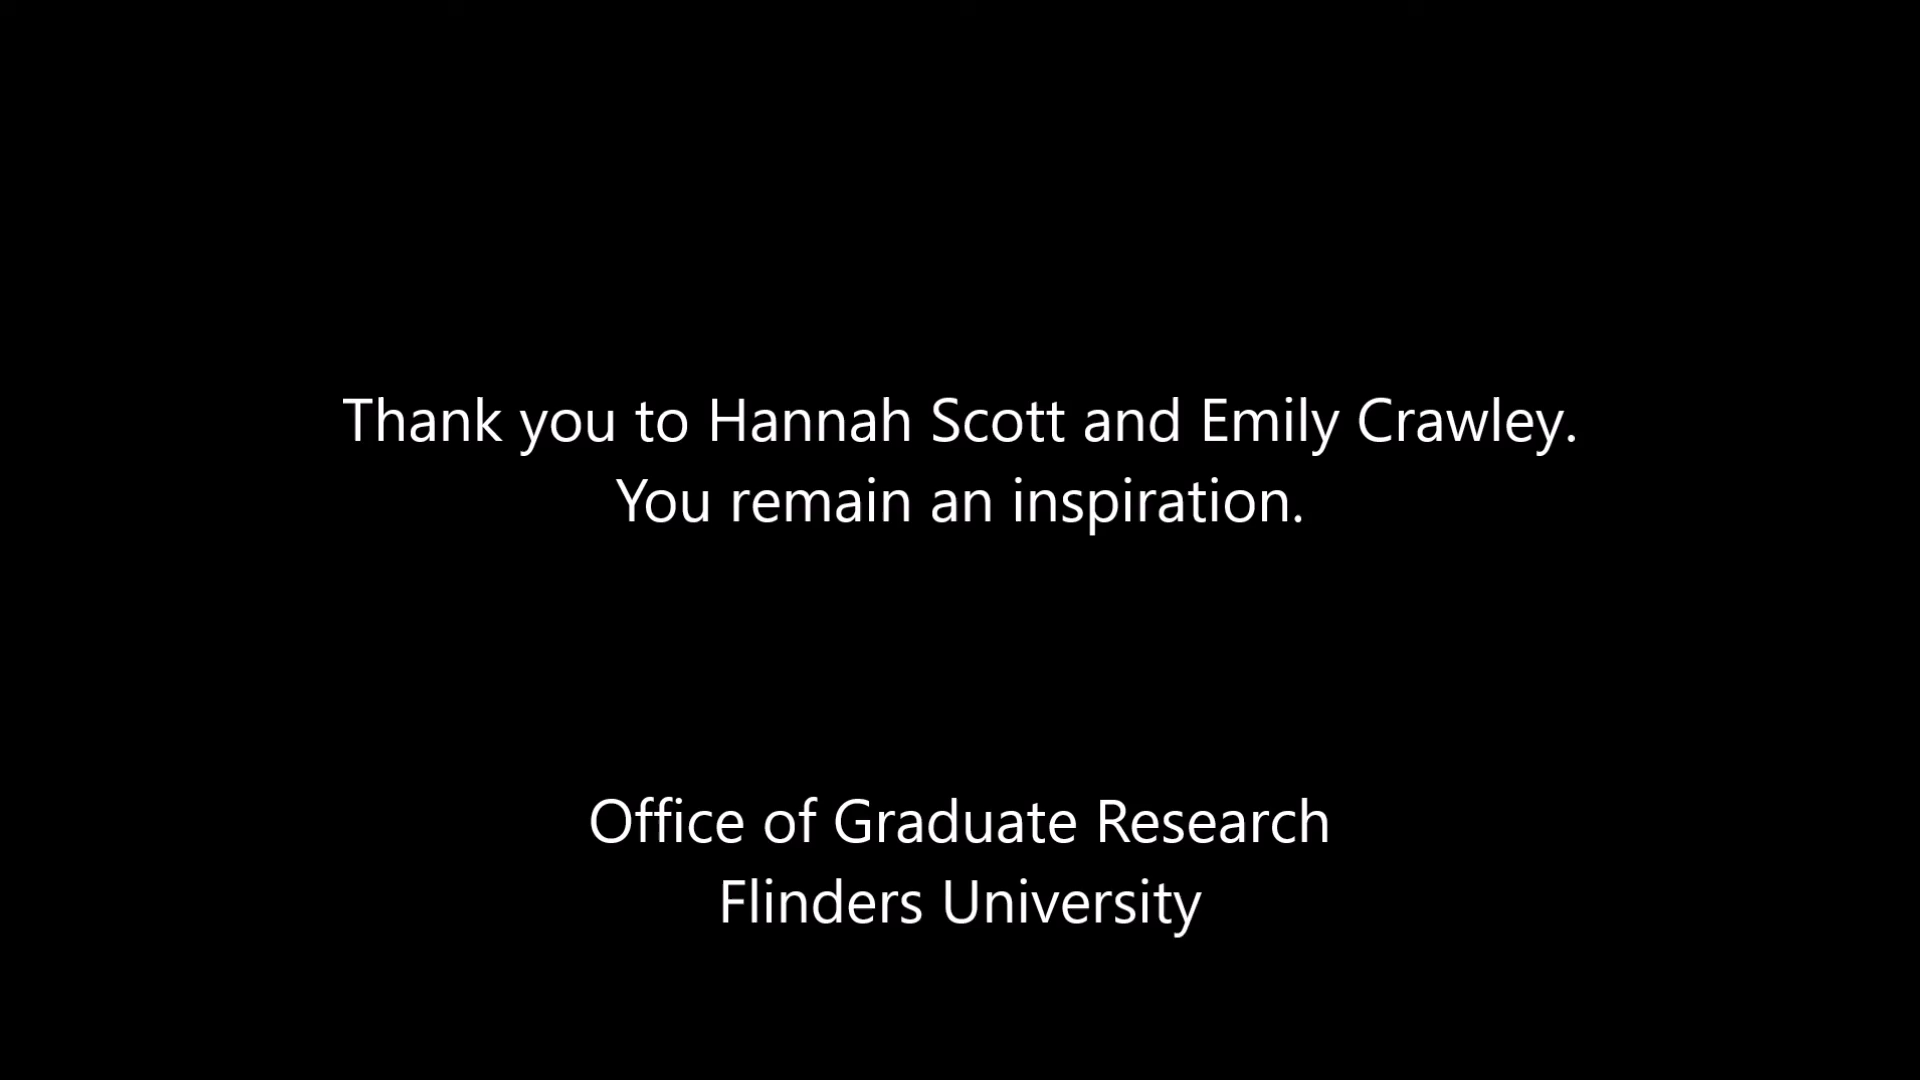 Thank you to Hannah Scott and Emily Crawley.
You remain an inspiration.
Office of Graduate Research
Flinders University